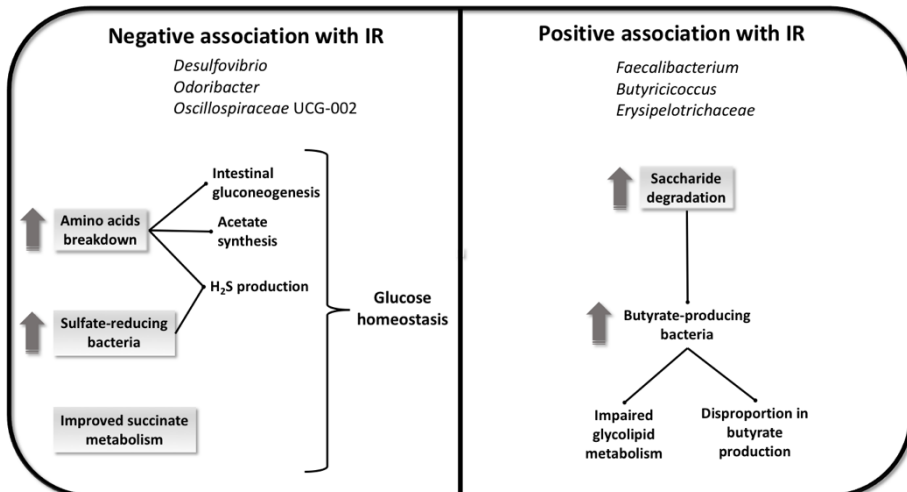 Negative association with IR
Desulfovibrio
Odoribacter
Oscillospiraceae UCG-002
Amino acids
breakdown
Intestinal
gluconeogenesis
Acetate
synthesis
H₂S production
Sulfate-reducing
bacteria
Improved succinate
metabolism
Glucose
homeostasis
Positive association with IR
Faecalibacterium
Butyricicoccus
Erysipelotrichaceae
Saccharide
degradation
Butyrate-producing
bacteria
Impaired
glycolipid
metabolism
Disproportion in
butyrate
production